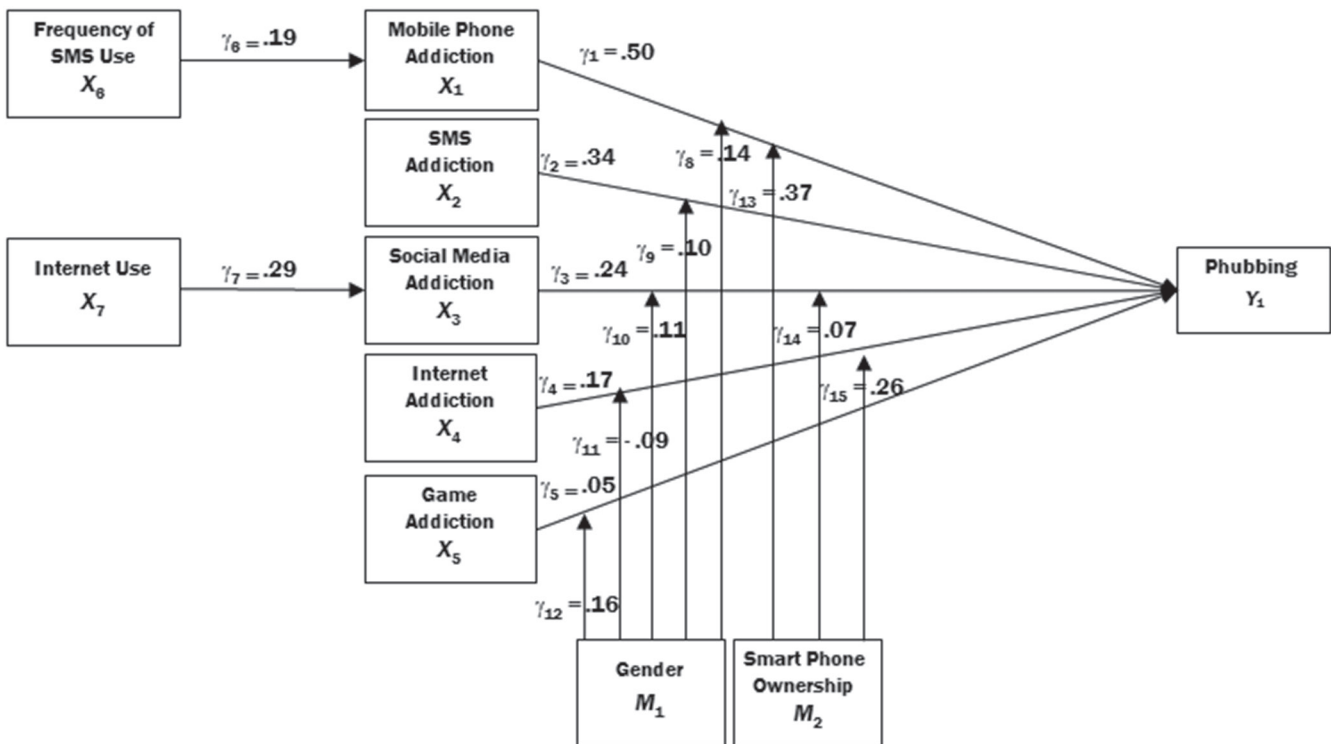 Frequency of
SMS Use
X₆
γ₆ = .19
Mobile Phone
Addiction
X₁
γ₁ = .50
SMS
Addiction
X₂
γ₂ = .34
γ₈ = .14
γ₁₃ = .37
Internet Use
X₇
γ₇ = .29
Social Media
Addiction
X₃
γ₃ = .24
γ₉ = .10
γ₁₀ = .11
γ₁₄ = .07
Phubbing
Y₁
Internet
Addiction
X₄
γ₄ = .17
γ₁₅ = .26
γ₁₁ = -.09
Game
Addiction
X₅
γ₅ = .05
γ₁₂ = .16
Gender
M₁
Smart Phone
Ownership
M₂